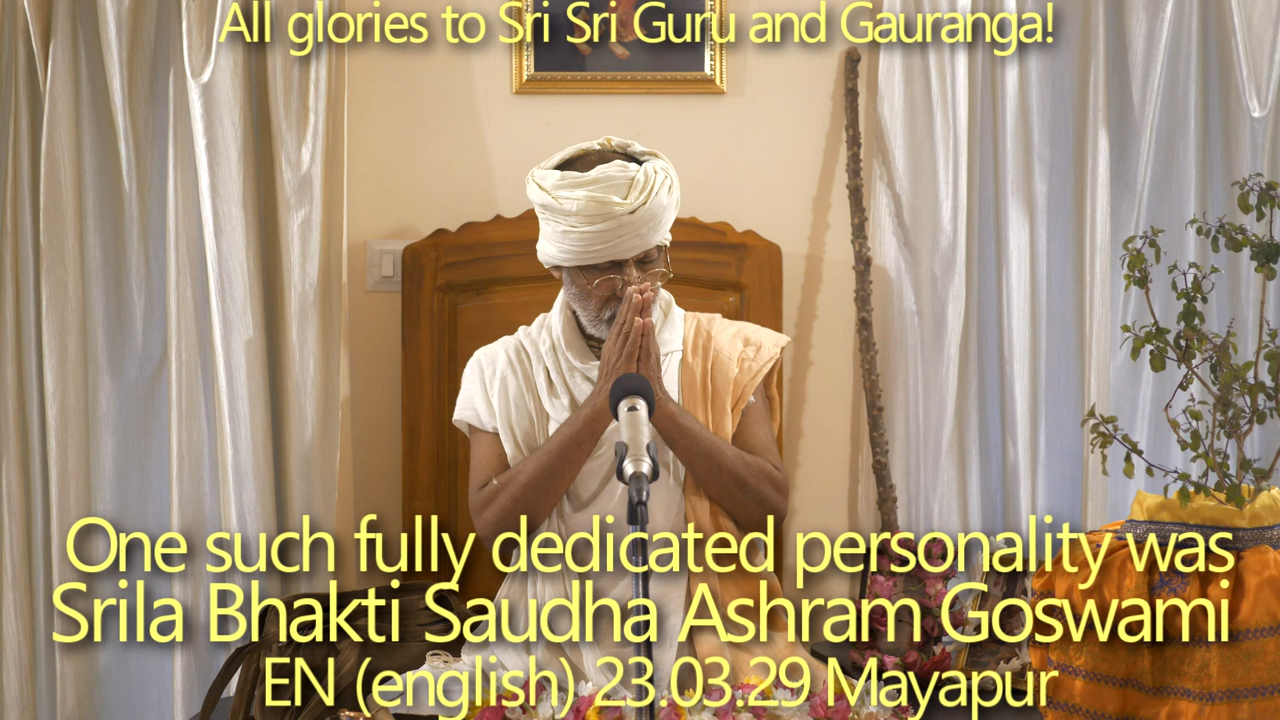 All glories to Sri Sri Guru and Gauranga!
One such fully dedicated personality was
Srila Bhakti Saudha Ashram Goswami
EN (english) 23.03.29 Mayapur